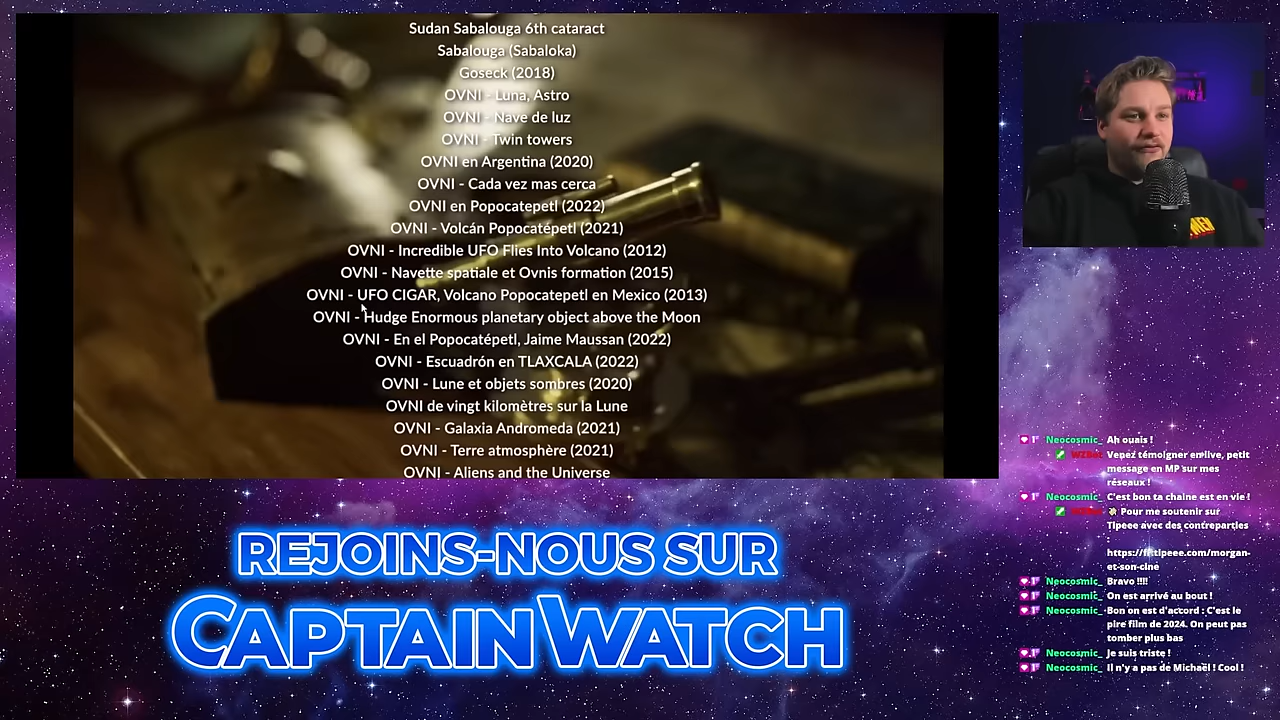 Sudan Sabalouga 6th cataract
Sabalouga (Sabaloka)
Goseck (2018)
OVNI - Luna, Astro
OVNI - Nave de luz
OVNI - Twin towers
OVNI en Argentina (2020)
OVNI - Cada vez mas cerca
OVNI en Popocatepetl (2022)
OVNI - Volcán Popocatépetl (2021)
OVNI - Incredible UFO Flies Into Volcano (2012)
OVNI - Navette spatiale et Ovnis formation (2015)
OVNI - UFO CIGAR, Volcano Popocatepetl en Mexico (2013)
OVNI - Hudge Enormous planetary object above the Moon
OVNI - En el Popocatépetl, Jaime Maussan (2022)
OVNI - Escuadrón en TLAXCALA (2022)
OVNI - Lune et objets sombres (2020)
OVNI de vingt kilomètres sur la Lune
OVNI - Galaxia Andromeda (2021)
OVNI - Terre atmosphère (2021)
OVNI - Aliens and the Universe
REJOINS-NOUS SUR
CAPTAINWATCH
Neocosmic_ Ah ouais !
WZBot Venez témoigner en live, petit
message en MP sur mes
réseaux !
Neocosmic_ C'est bon ta chaine est en vie !
Pour me soutenir sur
Tipeee avec des contreparties
https://fr.tipeee.com/morgan-
et-son-cine
Neocosmic_ Bravo !!!!
Neocosmic_ On est arrivé au bout !
Neocosmic_ Bon on est d'accord : C'est le
pire film de 2024. On peut pas
tomber plus bas
Neocosmic_ Je suis triste !
Neocosmic_ Il n'y a pas de Michaël ! Cool !